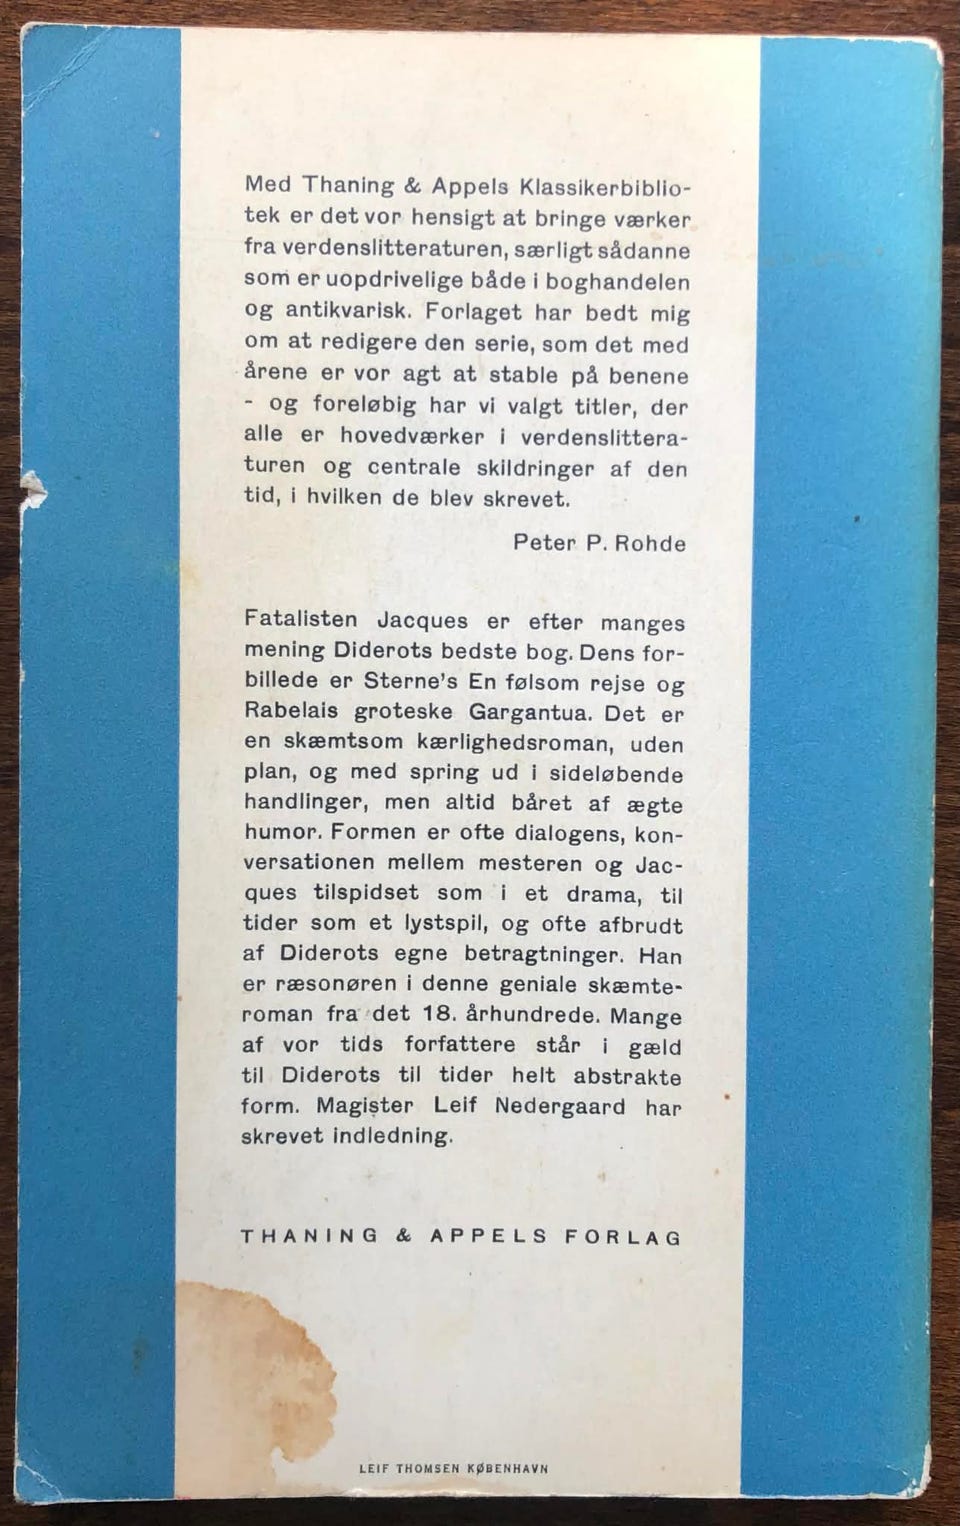 Med Thaning & Appels Klassikerbiblio-
tek er det vor hensigt at bringe værker
fra verdenslitteraturen, særligt sådanne
som er uopdrivelige både i boghandelen
og antikvarisk. Forlaget har bedt mig
om at redigere den serie, som det med
årene er vor agt at stable på benene
- og foreløbig har vi valgt titler, der
alle er hovedværker i verdenslittera-
turen og centrale skildringer af den
tid, i hvilken de blev skrevet.
Peter P. Rohde
Fatalisten Jacques er efter manges
mening Diderots bedste bog. Dens for-
billede er Sterne's En følsom rejse og
Rabelais groteske Gargantua. Det er
en skæmtsom kærlighedsroman, uden
plan, og med spring ud i sideløbende
handlinger, men altid båret af ægte
humor. Formen er ofte dialogens, kon-
versationen mellem mesteren og Jac-
ques tilspidset som i et drama, til
tider som et lystspil, og ofte afbrudt
af Diderots egne betragtninger. Han
er ræsonøren i denne geniale skæmte-
roman fra det 18. århundrede. Mange
af vor tids forfattere står i gæld
til Diderots til tider helt abstrakte
form. Magister Leif Nedergaard har
skrevet indledning.
THANING & APPELS FORLAG
LEIF THOMSEN KØBENHAVN